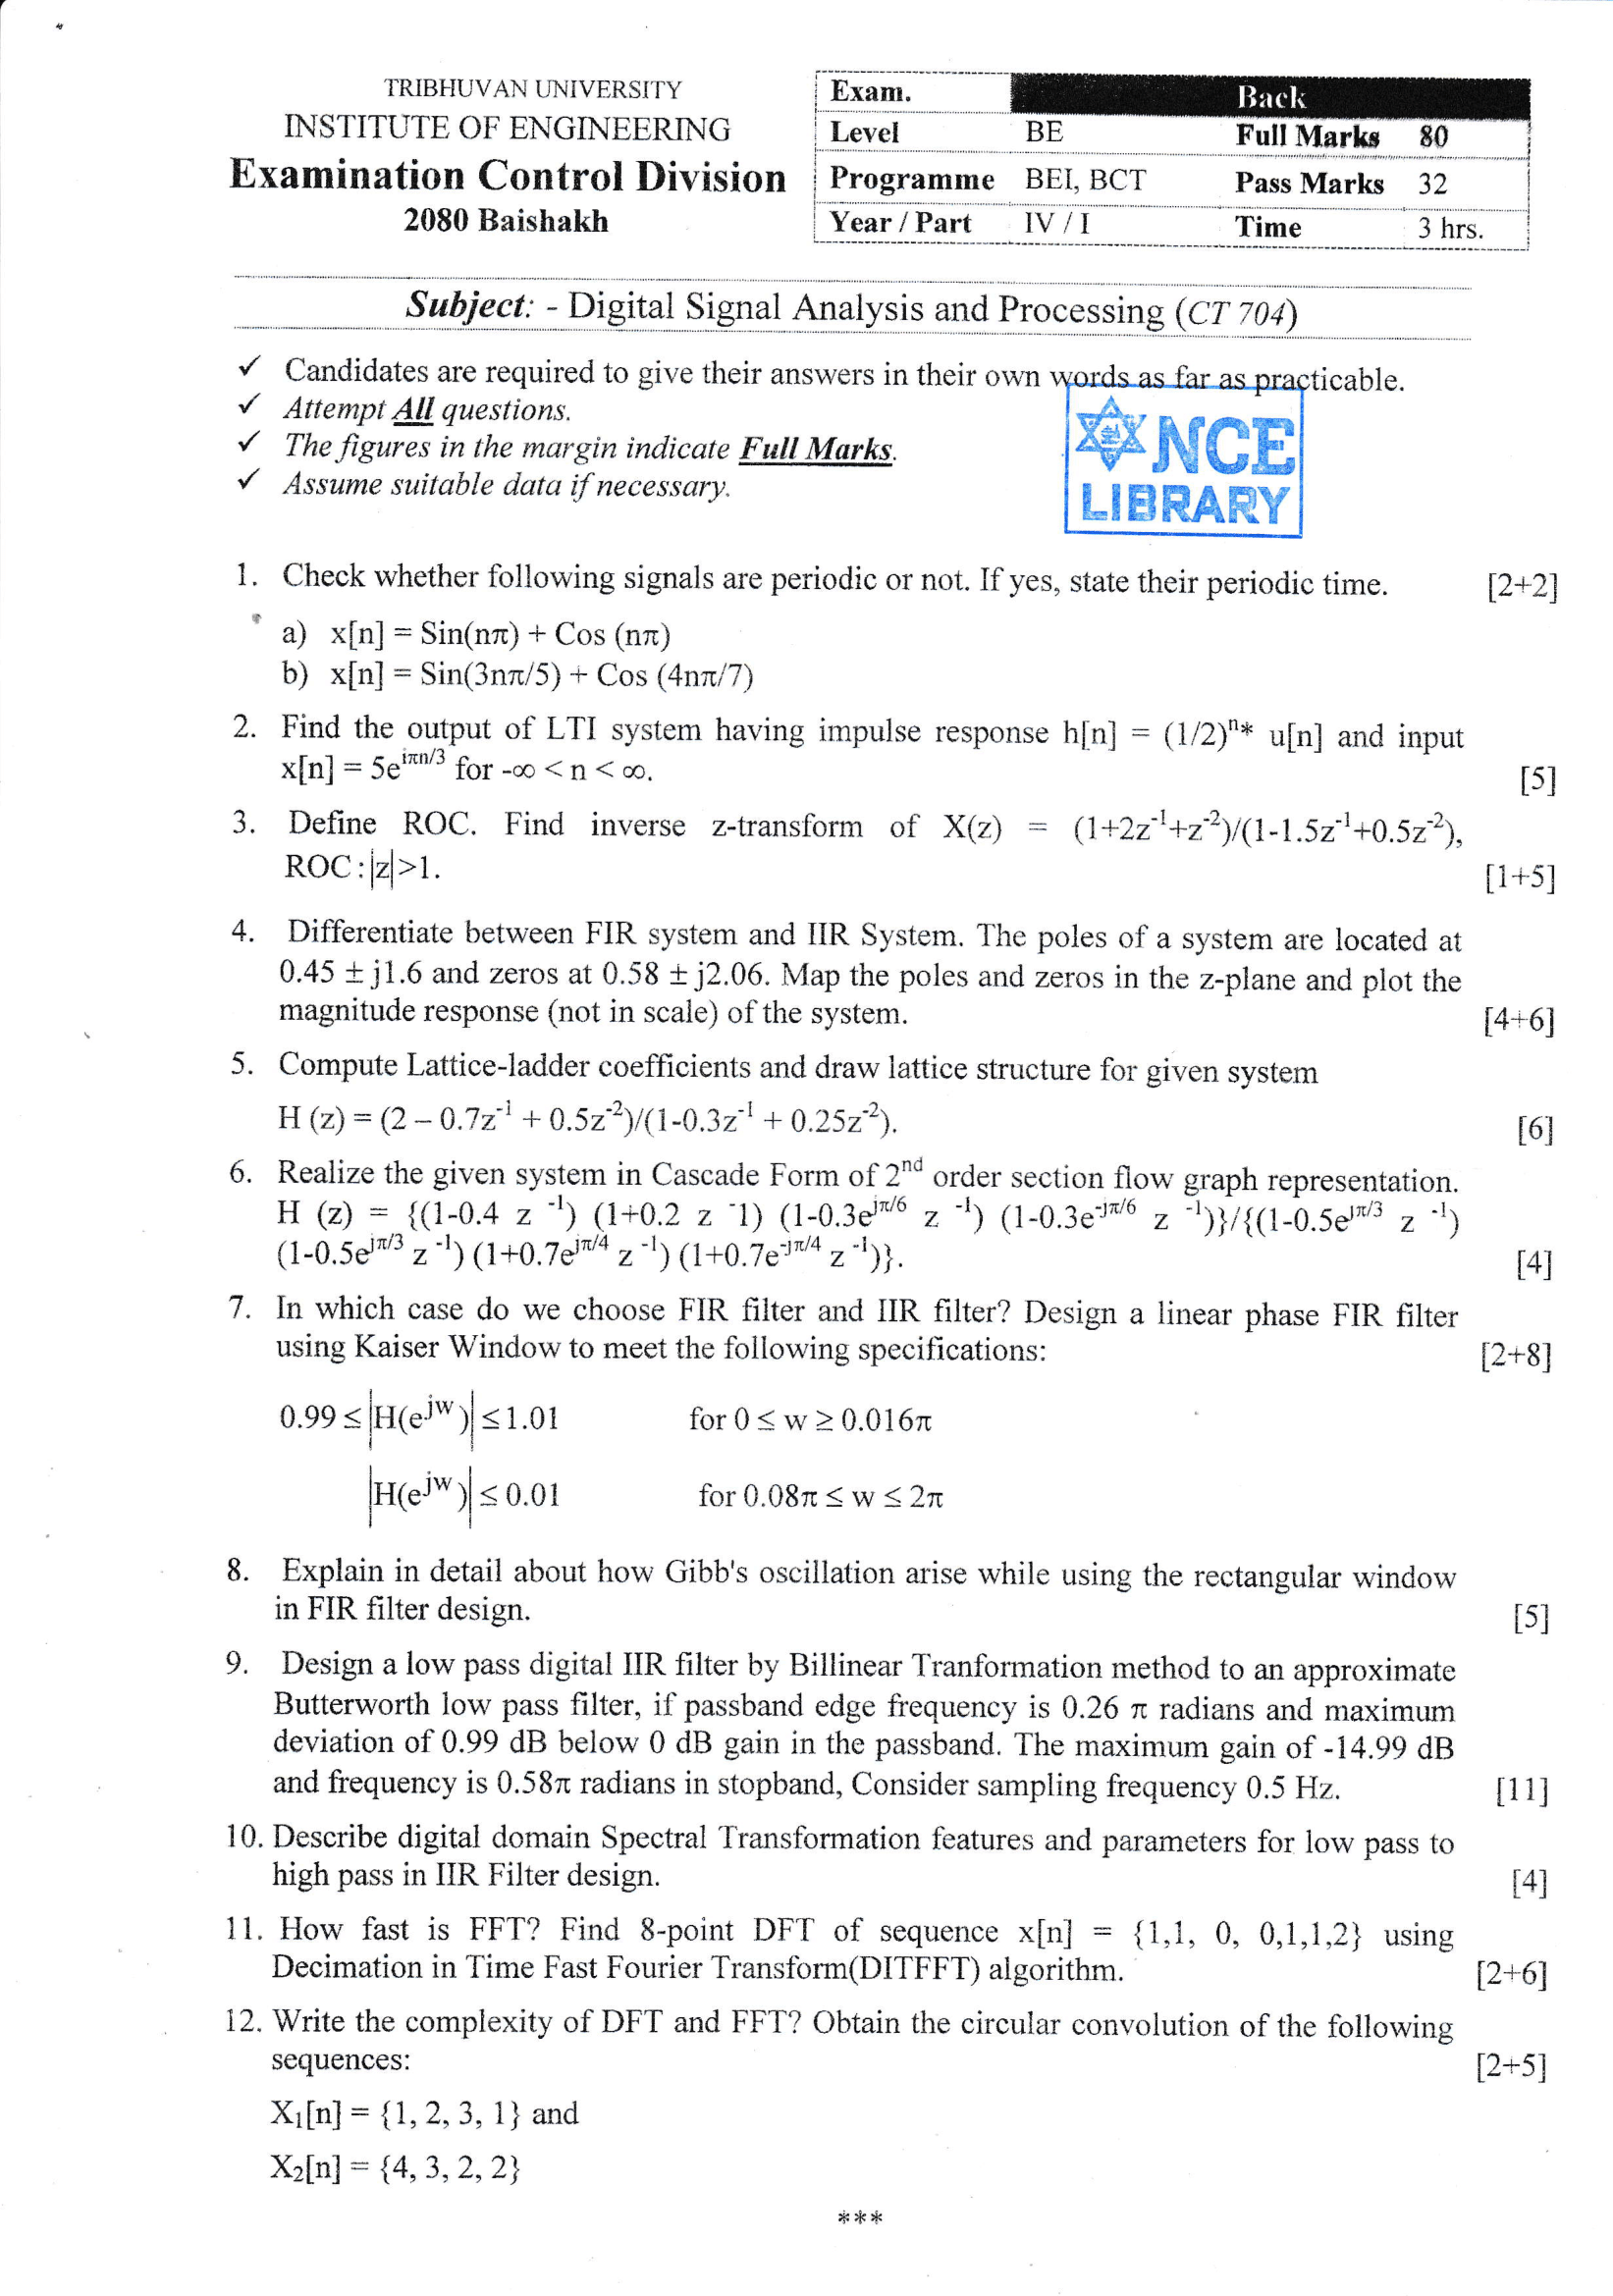 TRIBHUVAN UNIVERSITY
INSTITUTE OF ENGINEERING
Examination Control Division
2080 Baishakh
Exam. Back
Level BE Full Marks 80
Programme BEI, BCT Pass Marks 32
Year / Part IV / I Time 3 hrs.
Subject: - Digital Signal Analysis and Processing (CT 704)
✓ Candidates are required to give their answers in their own words as far as practicable.
✓ Attempt All questions.
✓ The figures in the margin indicate Full Marks.
✓ Assume suitable data if necessary.
NCE
LIBRARY
1. Check whether following signals are periodic or not. If yes, state their periodic time. [2+2]
a) x[n] = Sin(nπ) + Cos (nπ)
b) x[n] = Sin(3nπ/5) + Cos (4nπ/7)
2. Find the output of LTI system having impulse response h[n] = (1/2)ⁿ* u[n] and input
x[n] = 5e^(iπn/3) for -∞ < n < ∞. [5]
3. Define ROC. Find inverse z-transform of X(z) = (1+2z⁻¹+z⁻²)/(1-1.5z⁻¹+0.5z⁻²),
ROC : |z|>1. [1+5]
4. Differentiate between FIR system and IIR System. The poles of a system are located at
0.45 ± j1.6 and zeros at 0.58 ± j2.06. Map the poles and zeros in the z-plane and plot the
magnitude response (not in scale) of the system. [4+6]
5. Compute Lattice-ladder coefficients and draw lattice structure for given system
H (z) = (2 – 0.7z⁻¹ + 0.5z⁻²)/(1-0.3z⁻¹ + 0.25z⁻²). [6]
6. Realize the given system in Cascade Form of 2nd order section flow graph representation.
H (z) = {(1-0.4 z ⁻¹) (1+0.2 z ⁻1) (1-0.3e^(jπ/6) z ⁻¹) (1-0.3e^(-jπ/6) z ⁻¹)}/{(1-0.5e^(jπ/3) z ⁻¹)
(1-0.5e^(jπ/3) z ⁻¹) (1+0.7e^(jπ/4) z ⁻¹) (1+0.7e^(-jπ/4) z ⁻¹)}. [4]
7. In which case do we choose FIR filter and IIR filter? Design a linear phase FIR filter
using Kaiser Window to meet the following specifications: [2+8]
0.99 ≤ |H(e^(jw))| ≤ 1.01 for 0 ≤ w ≥ 0.016π
|H(e^(jw))| ≤ 0.01 for 0.08π ≤ w ≤ 2π
8. Explain in detail about how Gibb's oscillation arise while using the rectangular window
in FIR filter design. [5]
9. Design a low pass digital IIR filter by Billinear Tranformation method to an approximate
Butterworth low pass filter, if passband edge frequency is 0.26 π radians and maximum
deviation of 0.99 dB below 0 dB gain in the passband. The maximum gain of -14.99 dB
and frequency is 0.58π radians in stopband, Consider sampling frequency 0.5 Hz. [11]
10. Describe digital domain Spectral Transformation features and parameters for low pass to
high pass in IIR Filter design. [4]
11. How fast is FFT? Find 8-point DFT of sequence x[n] = {1,1, 0, 0,1,1,2} using
Decimation in Time Fast Fourier Transform(DITFFT) algorithm. [2+6]
12. Write the complexity of DFT and FFT? Obtain the circular convolution of the following
sequences: [2+5]
X₁[n] = {1, 2, 3, 1} and
X₂[n] = {4, 3, 2, 2}
***